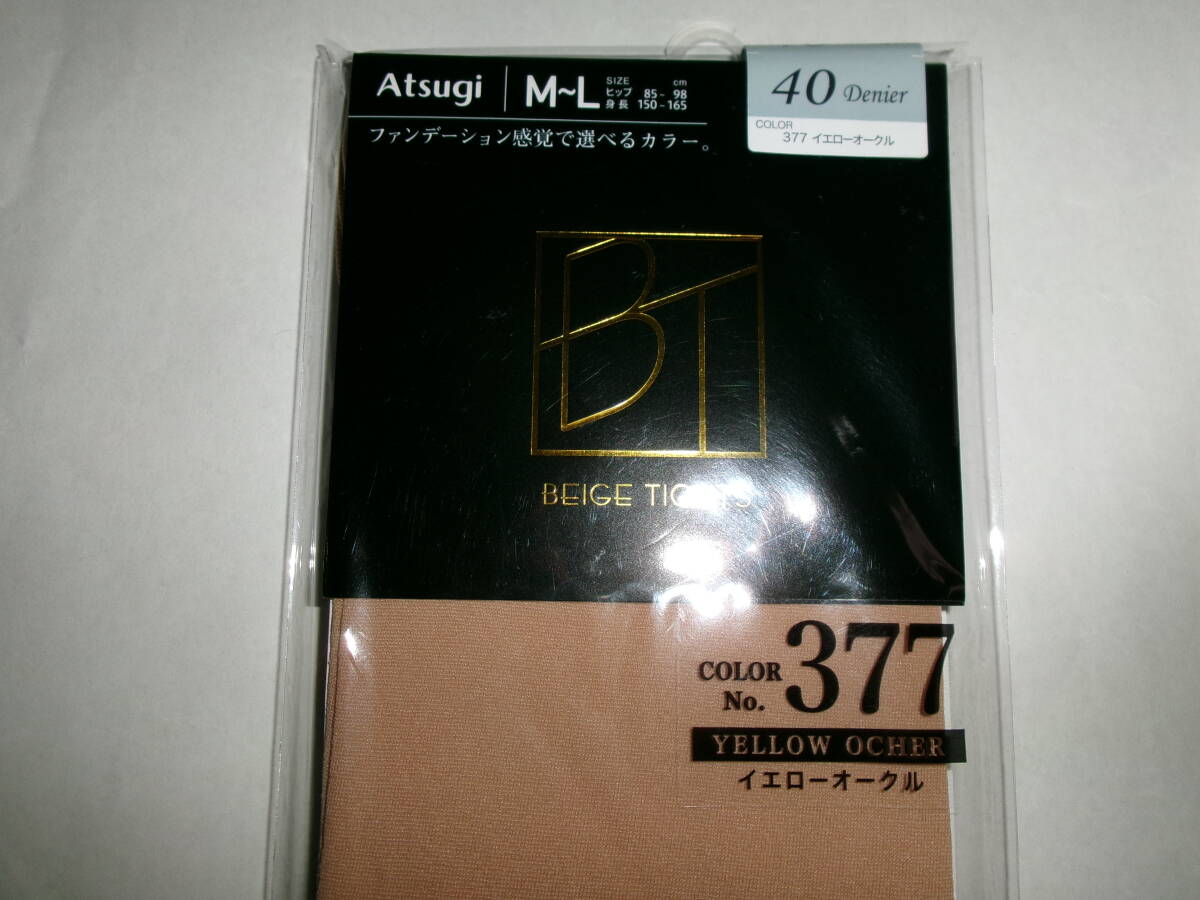 Atsugi M~L SIZE cm
ヒップ 85~98
身長 150~165
ファンデーション感覚で選べるカラー。
40 Denier
COLOR
377 イエローオークル
BT
BEIGE
COLOR No. 377
YELLOW OCHER
イエローオークル